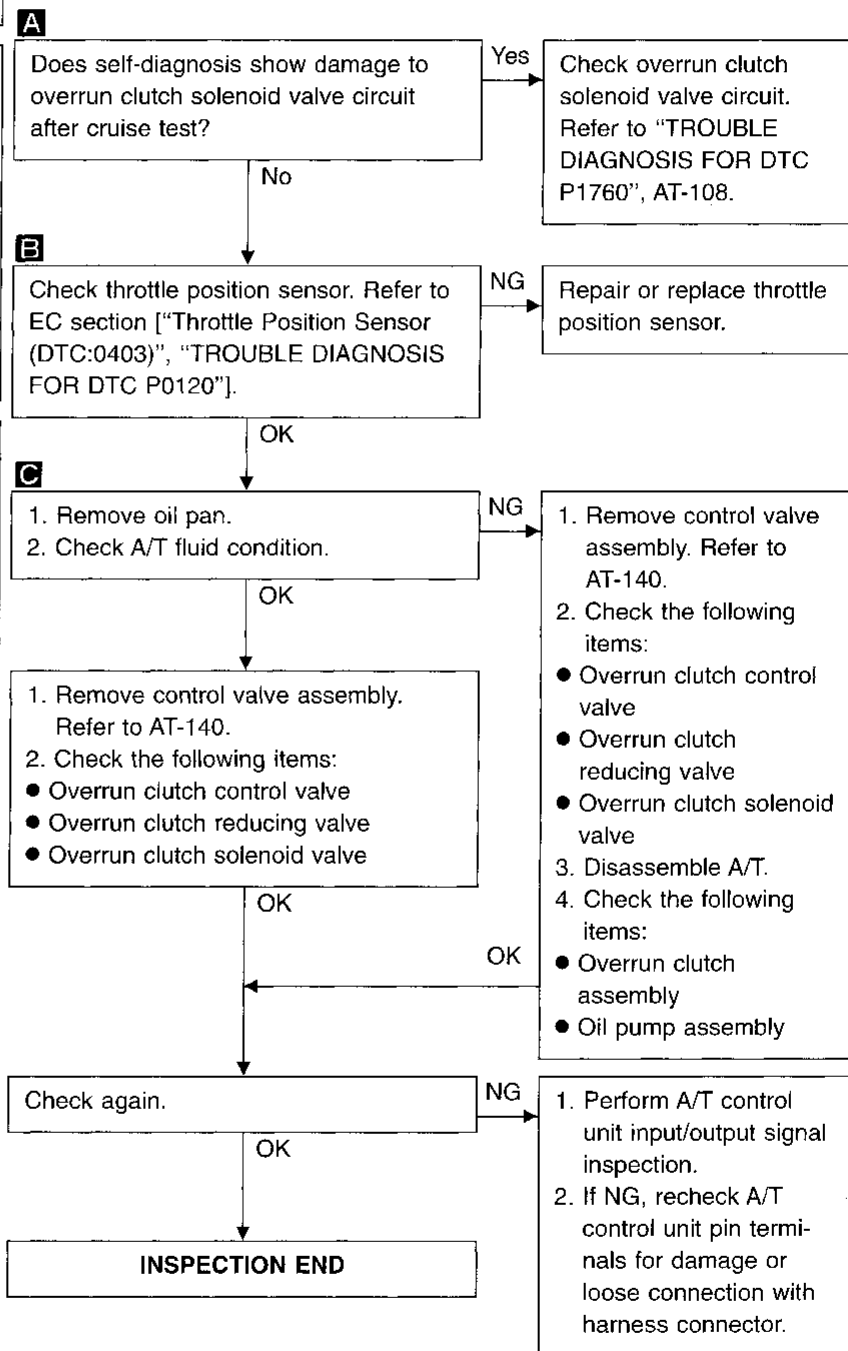 A
Does self-diagnosis show damage to
overrun clutch solenoid valve circuit
after cruise test?
Yes
Check overrun clutch
solenoid valve circuit.
Refer to “TROUBLE
DIAGNOSIS FOR DTC
P1760”, AT-108.
No
B
Check throttle position sensor. Refer to
EC section [“Throttle Position Sensor
(DTC:0403)”, “TROUBLE DIAGNOSIS
FOR DTC P0120”].
NG
Repair or replace throttle
position sensor.
OK
C
1. Remove oil pan.
2. Check A/T fluid condition.
NG
1. Remove control valve
assembly. Refer to
AT-140.
2. Check the following
items:
● Overrun clutch control
valve
● Overrun clutch
reducing valve
● Overrun clutch solenoid
valve
3. Disassemble A/T.
4. Check the following
items:
● Overrun clutch
assembly
● Oil pump assembly
OK
1. Remove control valve assembly.
Refer to AT-140.
2. Check the following items:
● Overrun clutch control valve
● Overrun clutch reducing valve
● Overrun clutch solenoid valve
OK
OK
Check again.
NG
1. Perform A/T control
unit input/output signal
inspection.
2. If NG, recheck A/T
control unit pin termi-
nals for damage or
loose connection with
harness connector.
OK
INSPECTION END